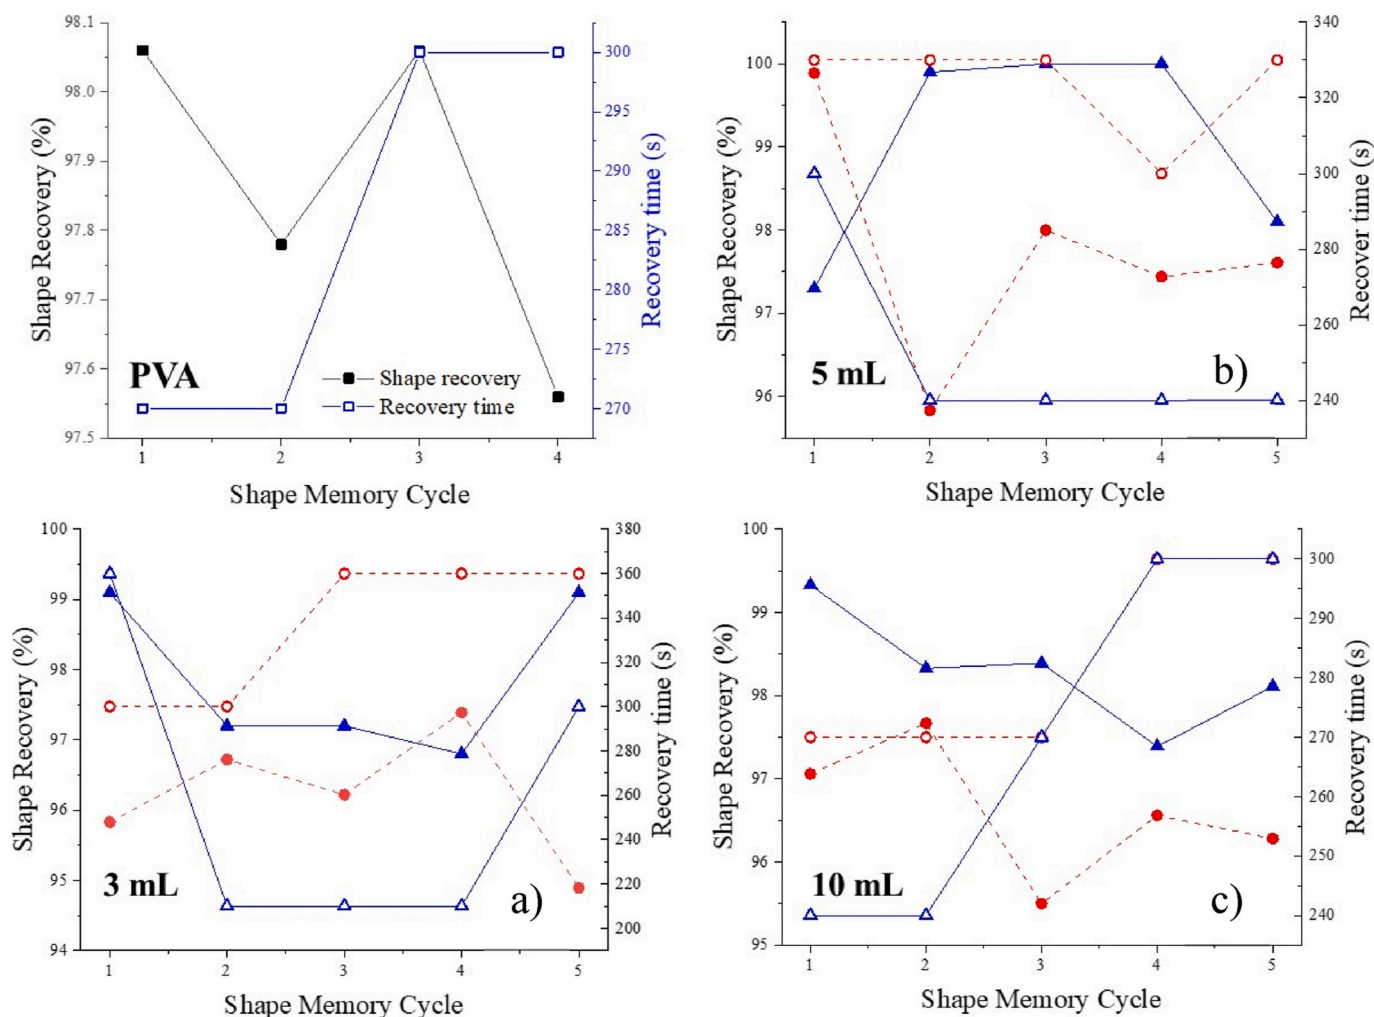 98.1
98.0
97.9
97.8
97.7
97.6
97.5
Shape Recovery (%)
300
295
290
285
280
275
270
Recovery time (s)
PVA
Shape recovery
Recovery time
1 2 3 4
Shape Memory Cycle
100
99
98
97
96
Shape Recovery (%)
340
320
300
280
260
240
Recover time (s)
5 mL
b)
1 2 3 4 5
Shape Memory Cycle
100
99
98
97
96
95
94
Shape Recovery (%)
380
360
340
320
300
280
260
240
220
200
Recovery time (s)
3 mL
a)
1 2 3 4 5
Shape Memory Cycle
100
99
98
97
96
95
Shape Recovery (%)
300
290
280
270
260
250
240
Recovery time (s)
10 mL
c)
1 2 3 4 5
Shape Memory Cycle